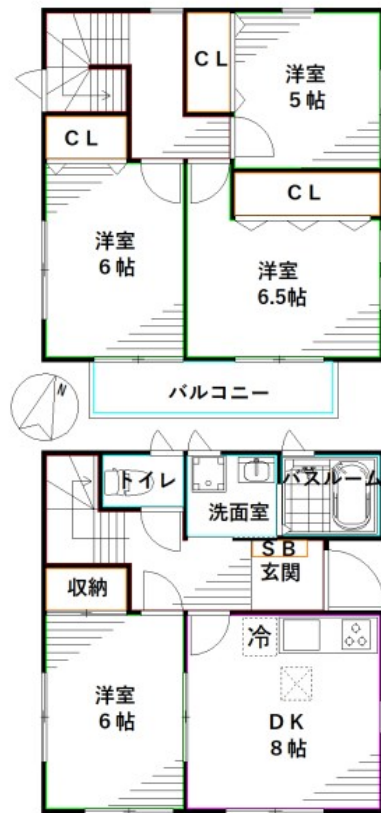 ＣＬ
洋室
5帖
ＣＬ
ＣＬ
洋室
6帖
洋室
6.5帖
バルコニー
N
トイレ
洗面室
バスルーム
ＳＢ
玄関
収納
冷
洋室
6帖
ＤＫ
8帖